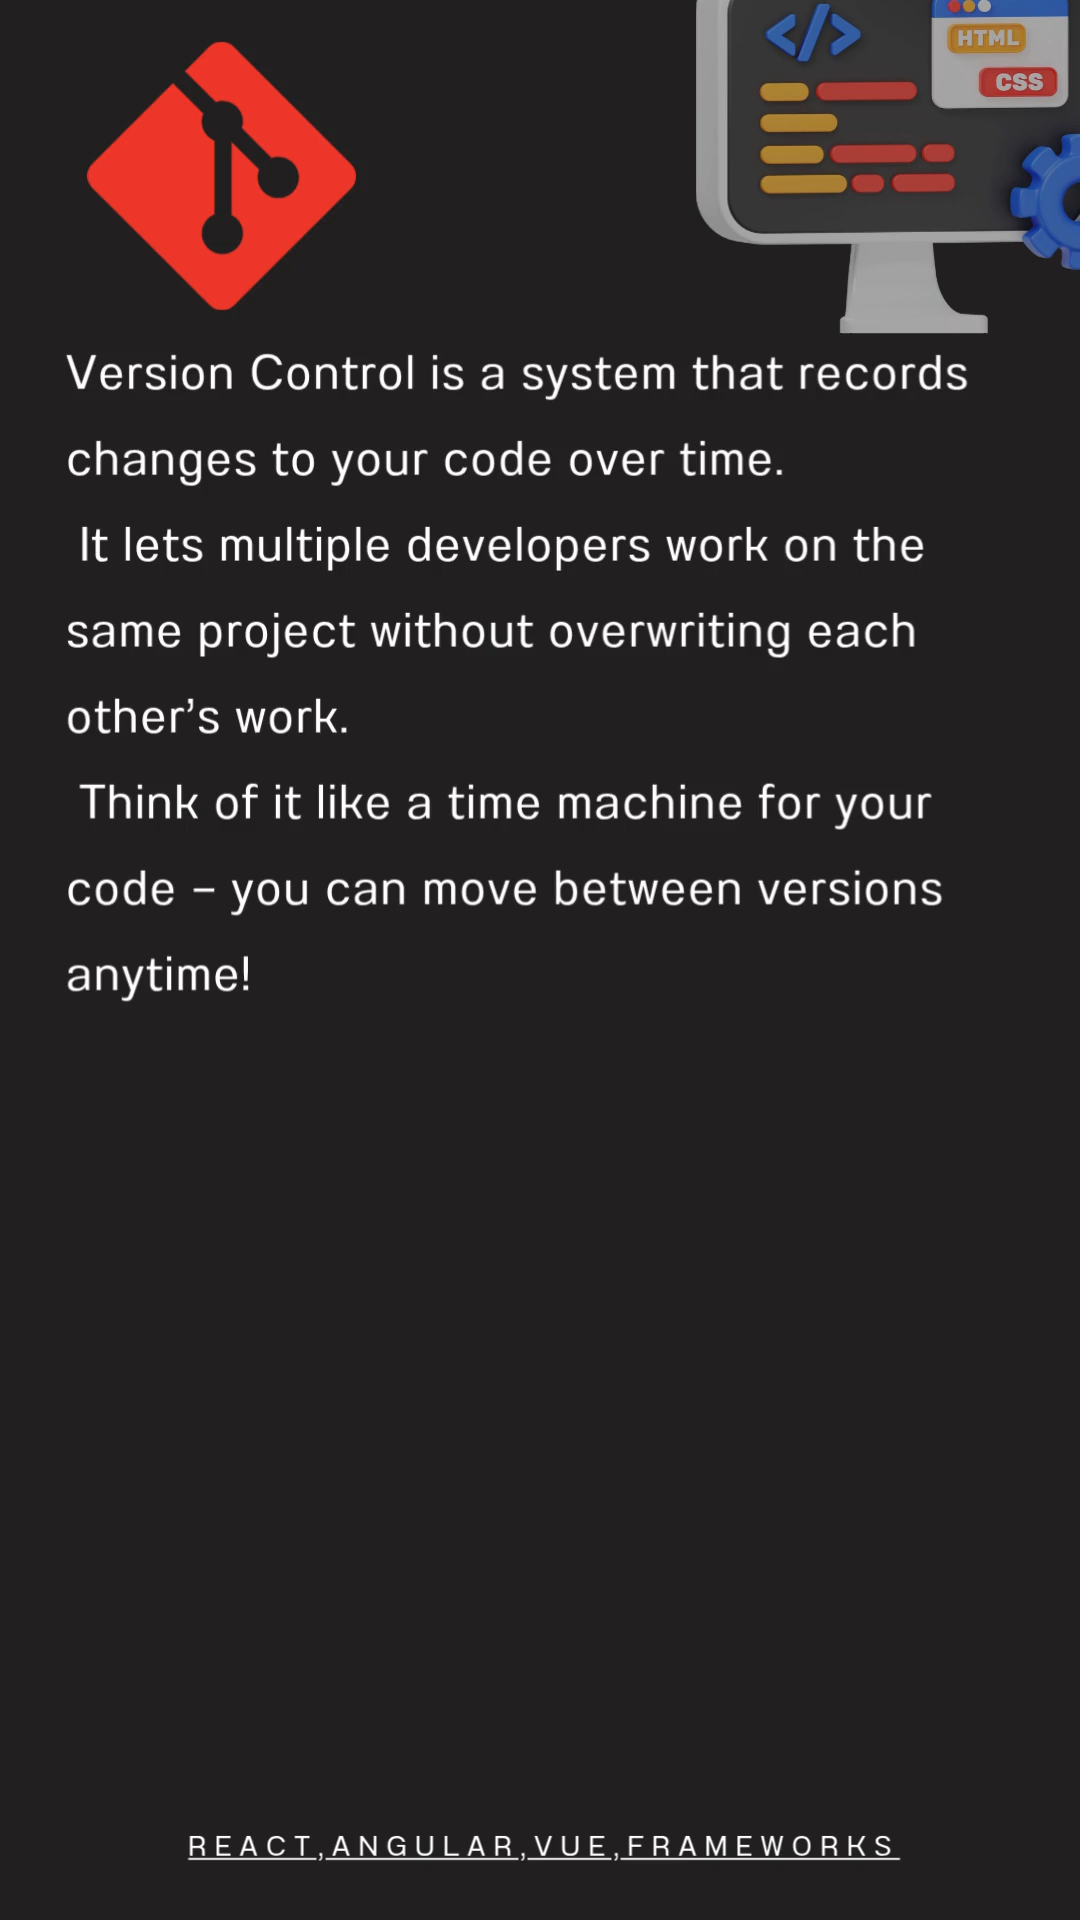 </>
HTML
CSS
Version Control is a system that records
changes to your code over time.
It lets multiple developers work on the
same project without overwriting each
other’s work.
Think of it like a time machine for your
code – you can move between versions
anytime!
REACT,ANGULAR,VUE,FRAMEWORKS